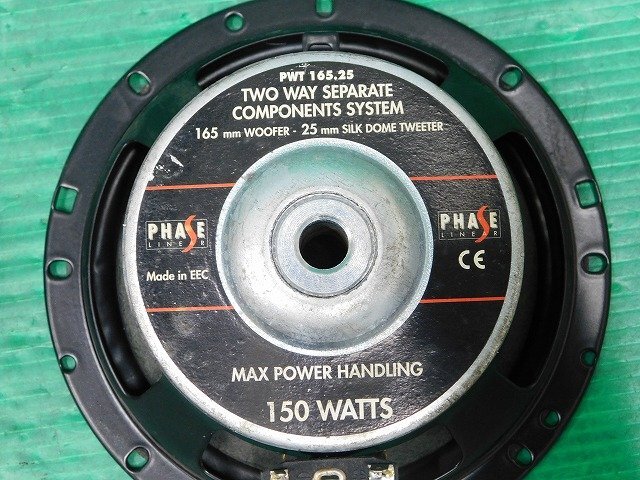 PWT 165.25
TWO WAY SEPARATE
COMPONENTS SYSTEM
165 mm WOOFER - 25 mm SILK DOME TWEETER
PHASE
LINEAR
Made in EEC
PHASE
LINEAR
CE
MAX POWER HANDLING
150 WATTS